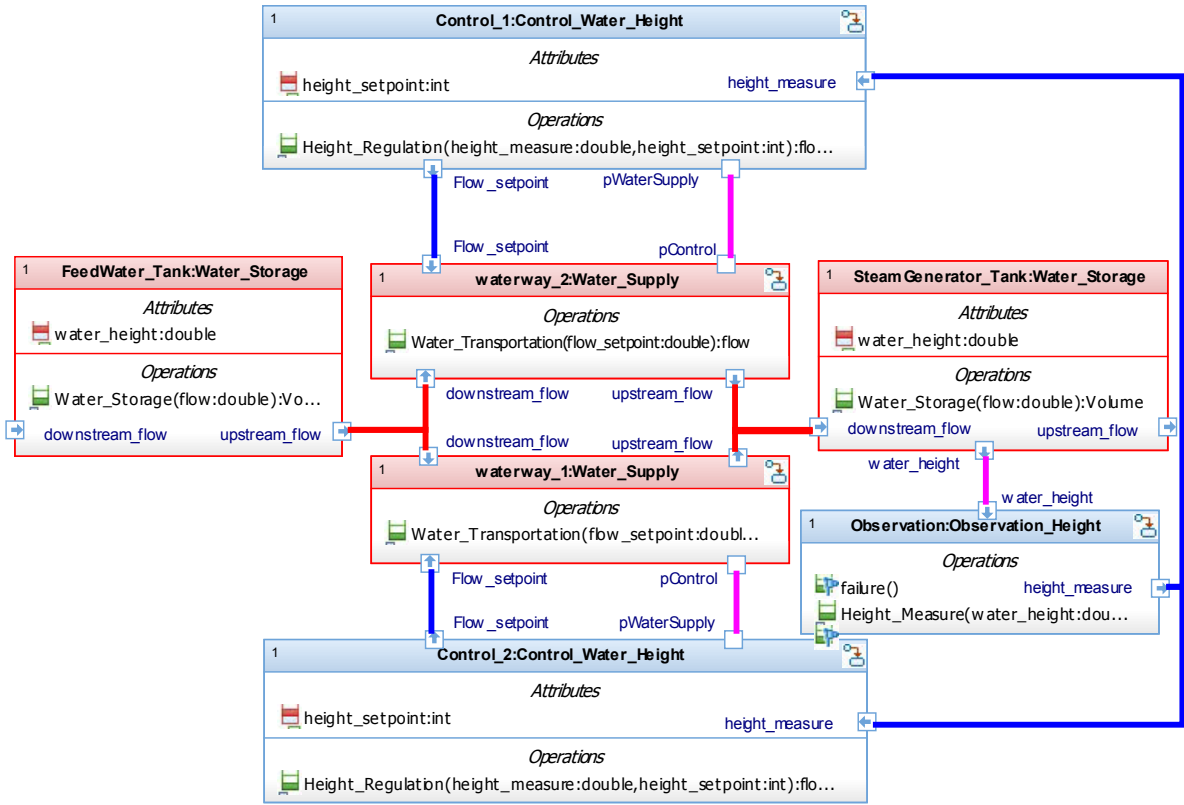 1
Control_1:Control_Water_Height
Attributes
height_setpoint:int
height_measure
Operations
Height_Regulation(height_measure:double,height_setpoint:int):flo...
Flow_setpoint
pWaterSupply
Flow_setpoint
pControl
1
FeedWater_Tank:Water_Storage
Attributes
water_height:double
Operations
Water_Storage(flow:double):Vo...
downstream_flow
upstream_flow
1
waterway_2:Water_Supply
Operations
Water_Transportation(flow_setpoint:double):flow
downstream_flow
upstream_flow
1
SteamGenerator_Tank:Water_Storage
Attributes
water_height:double
Operations
Water_Storage(flow:double):Volume
downstream_flow
upstream_flow
water_height
downstream_flow
upstream_flow
1
waterway_1:Water_Supply
Operations
Water_Transportation(flow_setpoint:doubl...
water_height
1
Observation:Observation_Height
Operations
failure()
height_measure
Height_Measure(water_height:dou...
Flow_setpoint
pControl
Flow_setpoint
pWaterSupply
1
Control_2:Control_Water_Height
Attributes
height_setpoint:int
height_measure
Operations
Height_Regulation(height_measure:double,height_setpoint:int):flo...